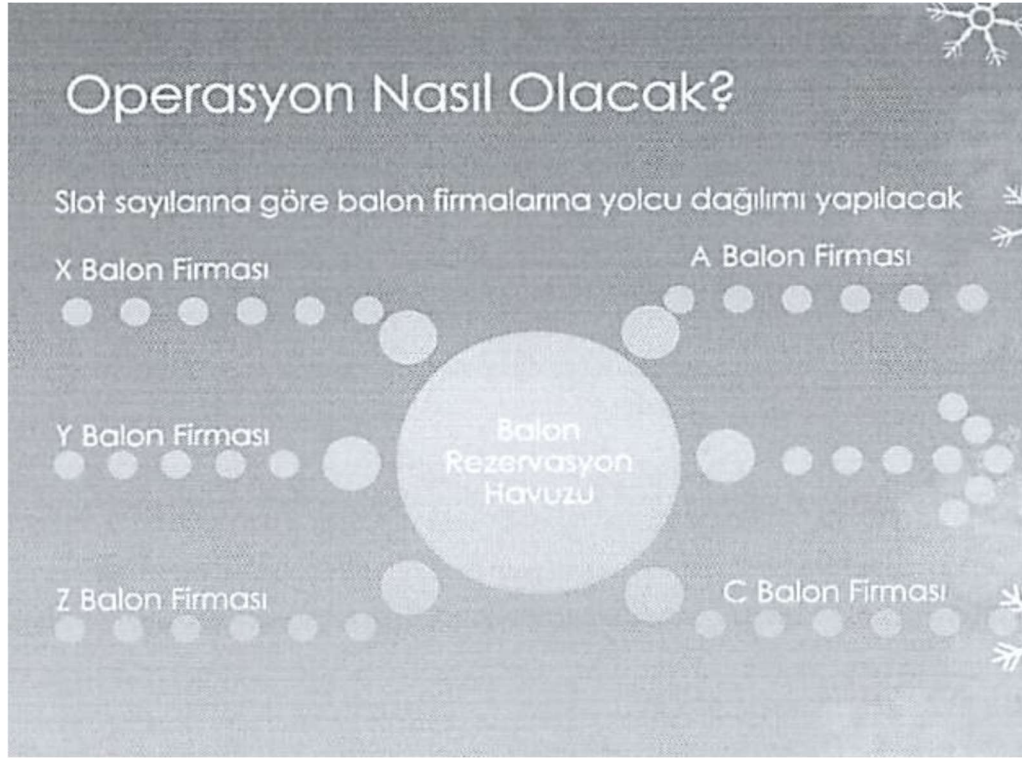 Operasyon Nasıl Olacak?
Slot sayılarına göre balon firmalarına yolcu dağılımı yapılacak
X Balon Firması
A Balon Firması
Y Balon Firması
Balon
Rezervasyon
Havuzu
Z Balon Firması
C Balon Firması